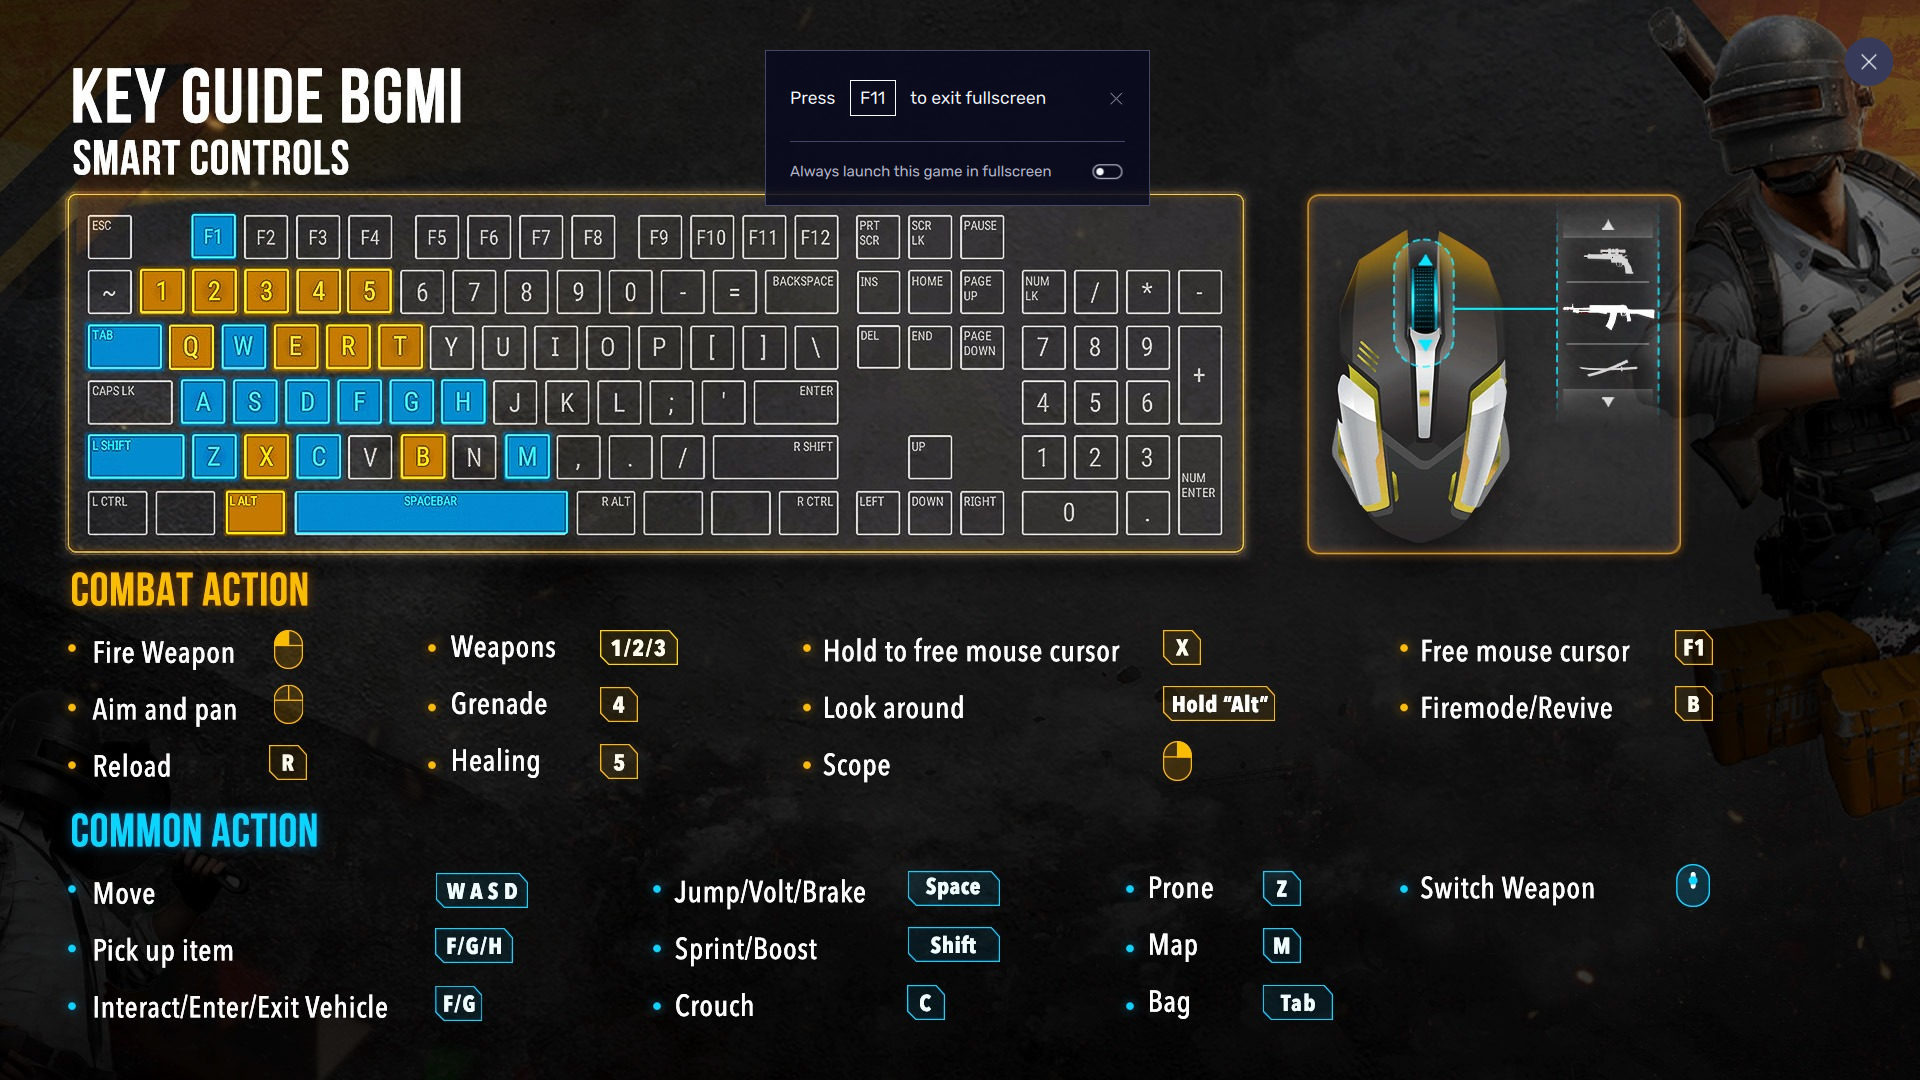 KEY GUIDE BGMI
SMART CONTROLS
Press F11 to exit fullscreen
Always launch this game in fullscreen
ESC F1 F2 F3 F4 F5 F6 F7 F8 F9 F10 F11 F12 PRT SCR SCR LK PAUSE
~ 1 2 3 4 5 6 7 8 9 0 - = BACKSPACE INS HOME PAGE UP NUM LK / * -
TAB Q W E R T Y U I O P [ ] \ DEL END PAGE DOWN 7 8 9 +
CAPS LK A S D F G H J K L ; ' ENTER 4 5 6
L SHIFT Z X C V B N M , . / R SHIFT UP 1 2 3 NUM ENTER
L CTRL L ALT SPACEBAR R ALT R CTRL LEFT DOWN RIGHT 0 .
COMBAT ACTION
Fire Weapon
Aim and pan
Reload R
Weapons 1/2/3
Grenade 4
Healing 5
Hold to free mouse cursor X
Look around Hold "Alt"
Scope
Free mouse cursor F1
Firemode/Revive B
COMMON ACTION
Move W A S D
Pick up item F/G/H
Interact/Enter/Exit Vehicle F/G
Jump/Volt/Brake Space
Sprint/Boost Shift
Crouch C
Prone Z
Map M
Bag Tab
Switch Weapon